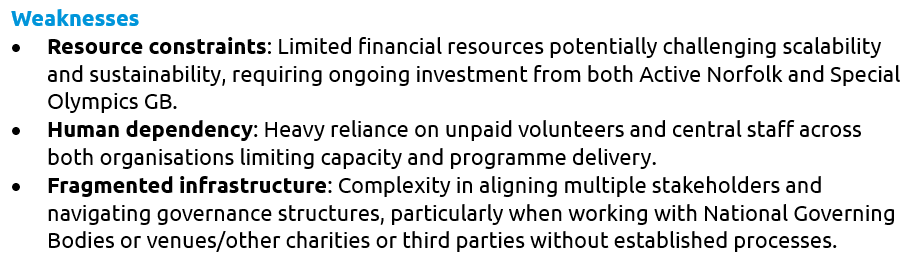 Weaknesses
• Resource constraints: Limited financial resources potentially challenging scalability
and sustainability, requiring ongoing investment from both Active Norfolk and Special
Olympics GB.
• Human dependency: Heavy reliance on unpaid volunteers and central staff across
both organisations limiting capacity and programme delivery.
• Fragmented infrastructure: Complexity in aligning multiple stakeholders and
navigating governance structures, particularly when working with National Governing
Bodies or venues/other charities or third parties without established processes.